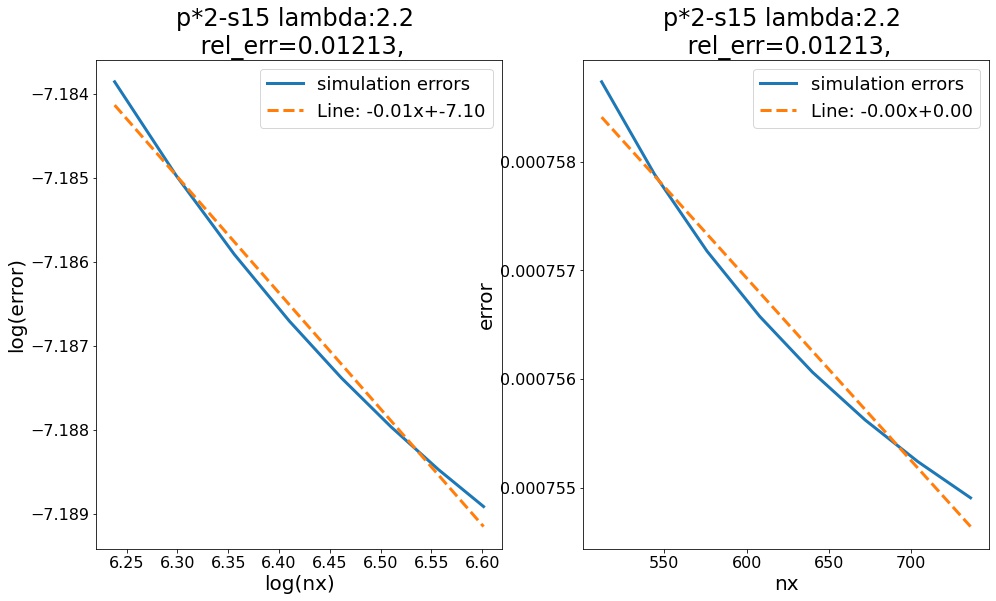 p*2-s15 lambda:2.2
rel_err=0.01213,
simulation errors
Line: -0.01x+-7.10
−7.184
−7.185
−7.186
−7.187
−7.188
−7.189
log(error)
6.25 6.30 6.35 6.40 6.45 6.50 6.55 6.60
log(nx)
p*2-s15 lambda:2.2
rel_err=0.01213,
simulation errors
Line: -0.00x+0.00
0.000758
0.000757
0.000756
0.000755
error
550 600 650 700
nx